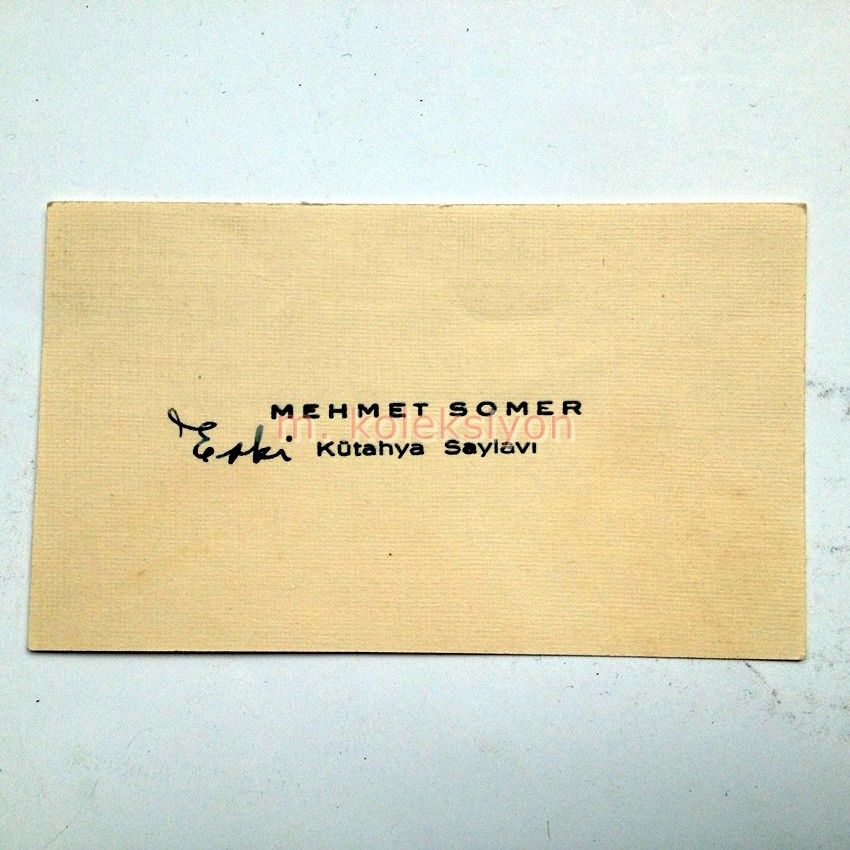 MEHMET SOMER
m. koleksiyon
Eski Kütahya Saylavı